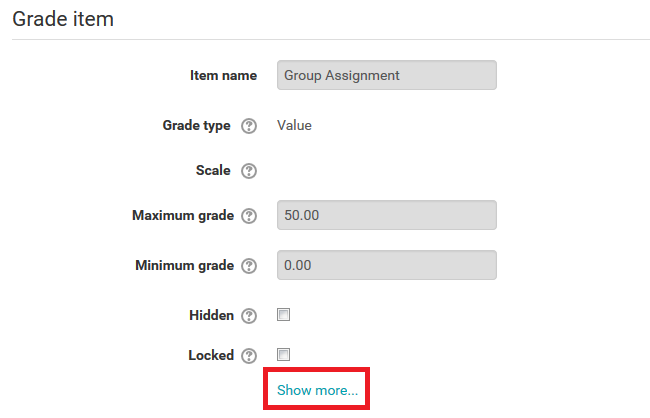 Grade item
Item name Group Assignment
Grade type ? Value
Scale ?
Maximum grade ? 50.00
Minimum grade ? 0.00
Hidden ?
Locked ?
Show more...